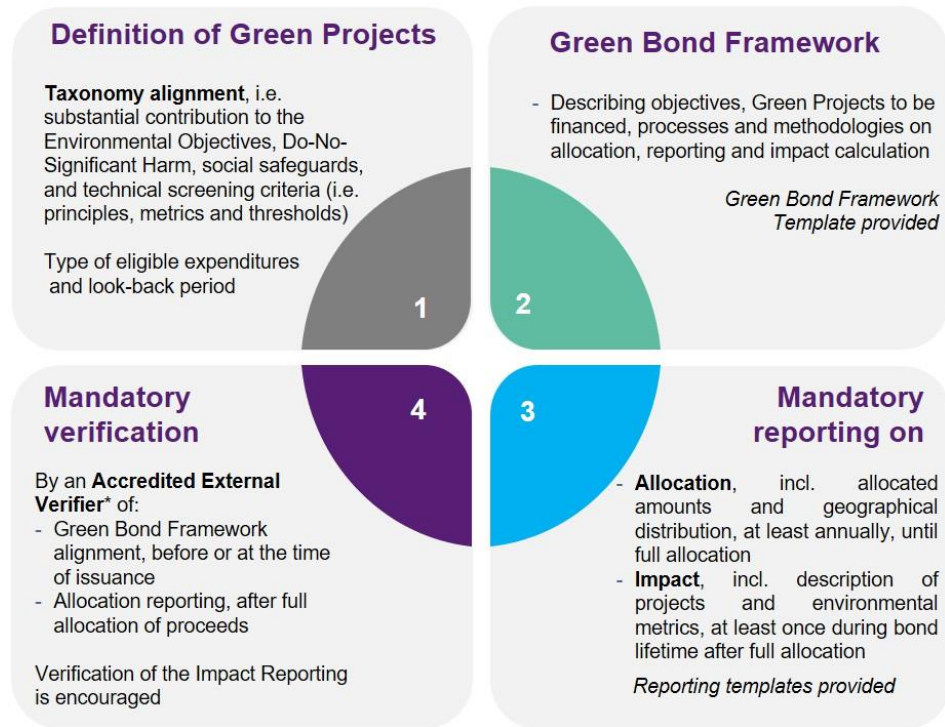 Definition of Green Projects
Taxonomy alignment, i.e.
substantial contribution to the
Environmental Objectives, Do-No-
Significant Harm, social safeguards,
and technical screening criteria (i.e.
principles, metrics and thresholds)
Type of eligible expenditures
and look-back period
1
Green Bond Framework
- Describing objectives, Green Projects to be
financed, processes and methodologies on
allocation, reporting and impact calculation
Green Bond Framework
Template provided
2
Mandatory
verification
By an Accredited External
Verifier* of:
- Green Bond Framework
alignment, before or at the time
of issuance
- Allocation reporting, after full
allocation of proceeds
Verification of the Impact Reporting
is encouraged
4
3
Mandatory
reporting on
- Allocation, incl. allocated
amounts and geographical
distribution, at least annually, until
full allocation
- Impact, incl. description of
projects and environmental
metrics, at least once during bond
lifetime after full allocation
Reporting templates provided